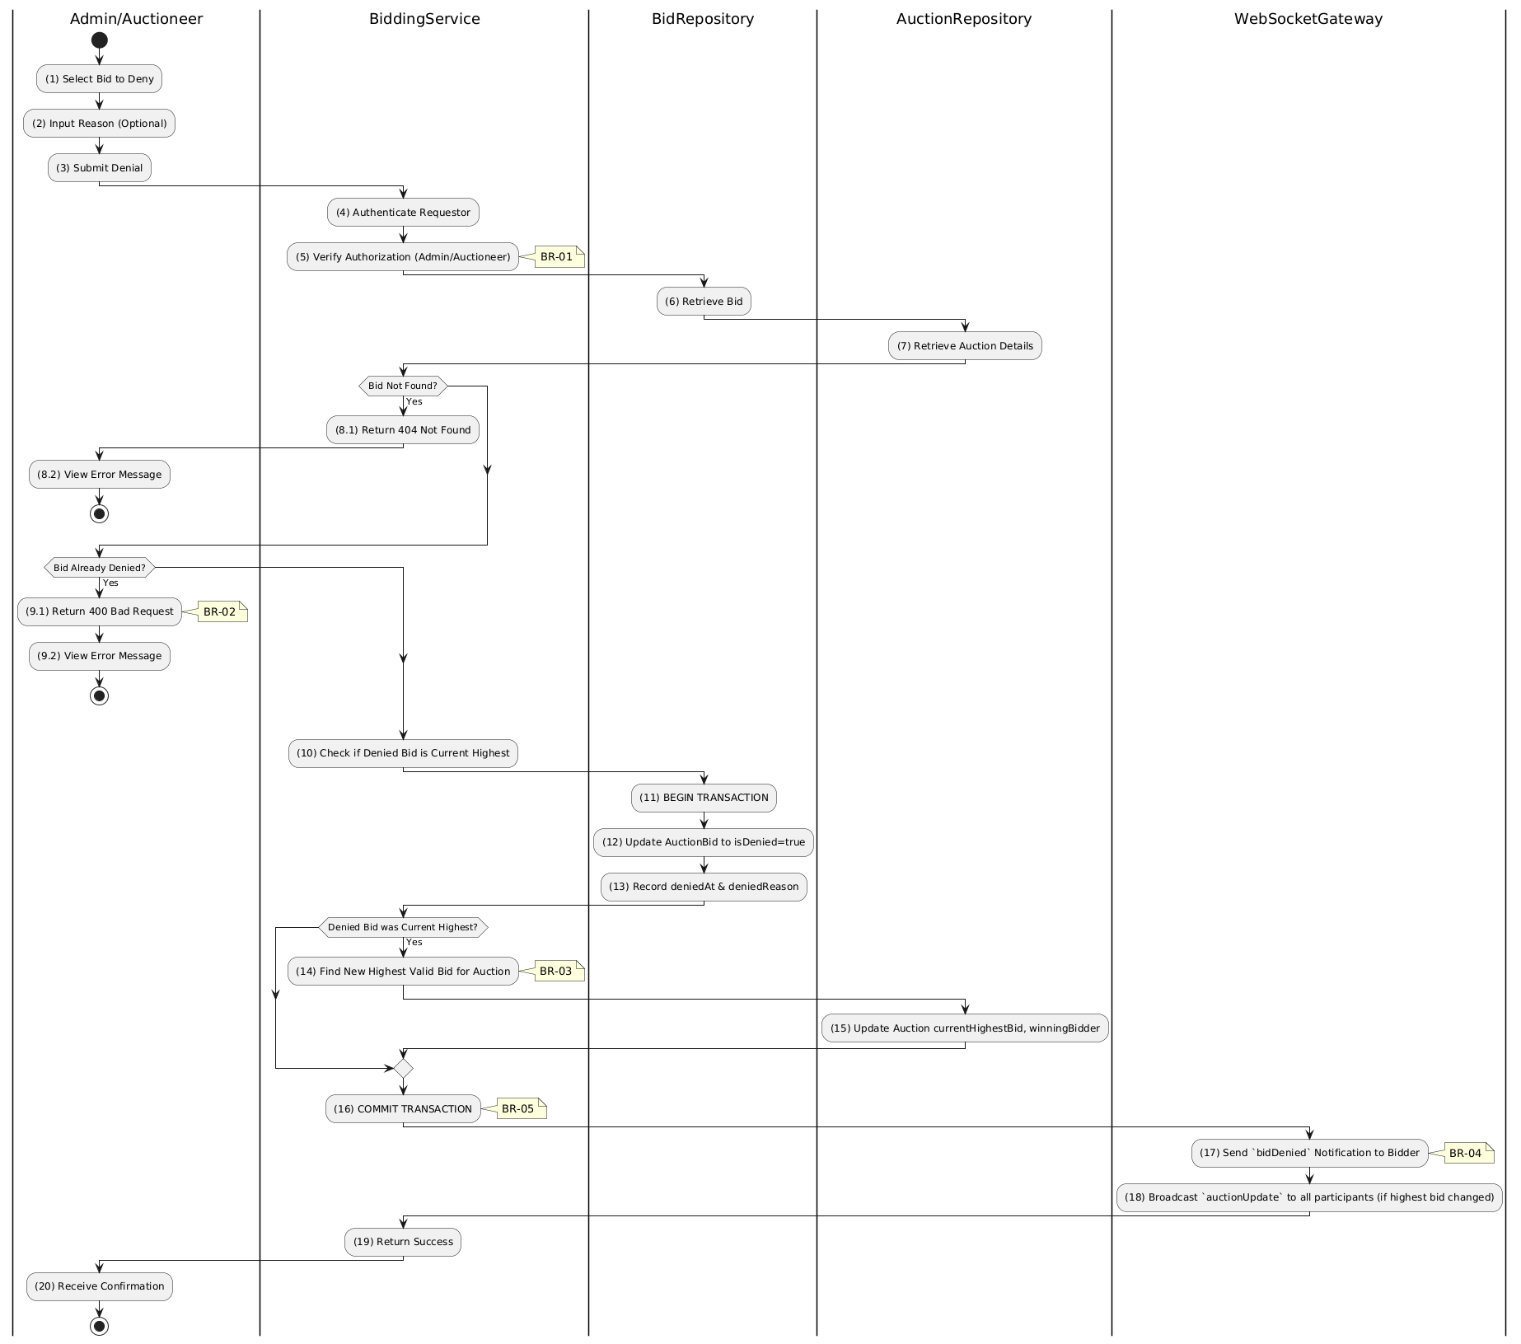 Admin/Auctioneer
BiddingService
BidRepository
AuctionRepository
WebSocketGateway
(1) Select Bid to Deny
(2) Input Reason (Optional)
(3) Submit Denial
(4) Authenticate Requestor
(5) Verify Authorization (Admin/Auctioneer)
BR-01
(6) Retrieve Bid
(7) Retrieve Auction Details
Bid Not Found?
Yes
(8.1) Return 404 Not Found
(8.2) View Error Message
Bid Already Denied?
Yes
(9.1) Return 400 Bad Request
BR-02
(9.2) View Error Message
(10) Check if Denied Bid is Current Highest
(11) BEGIN TRANSACTION
(12) Update AuctionBid to isDenied=true
(13) Record deniedAt & deniedReason
Denied Bid was Current Highest?
Yes
(14) Find New Highest Valid Bid for Auction
BR-03
(15) Update Auction currentHighestBid, winningBidder
(16) COMMIT TRANSACTION
BR-05
(17) Send `bidDenied` Notification to Bidder
BR-04
(18) Broadcast `auctionUpdate` to all participants (if highest bid changed)
(19) Return Success
(20) Receive Confirmation